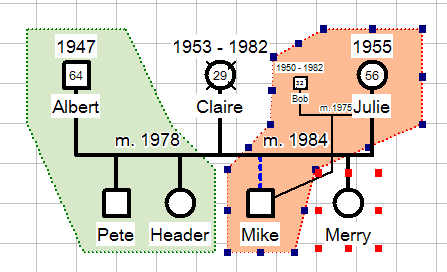 1947
1953 - 1982
1955
64
29
1950 - 1982
32
56
Bob
Albert
Claire
m. 1975
Julie
m. 1978
m. 1984
Pete
Header
Mike
Merry